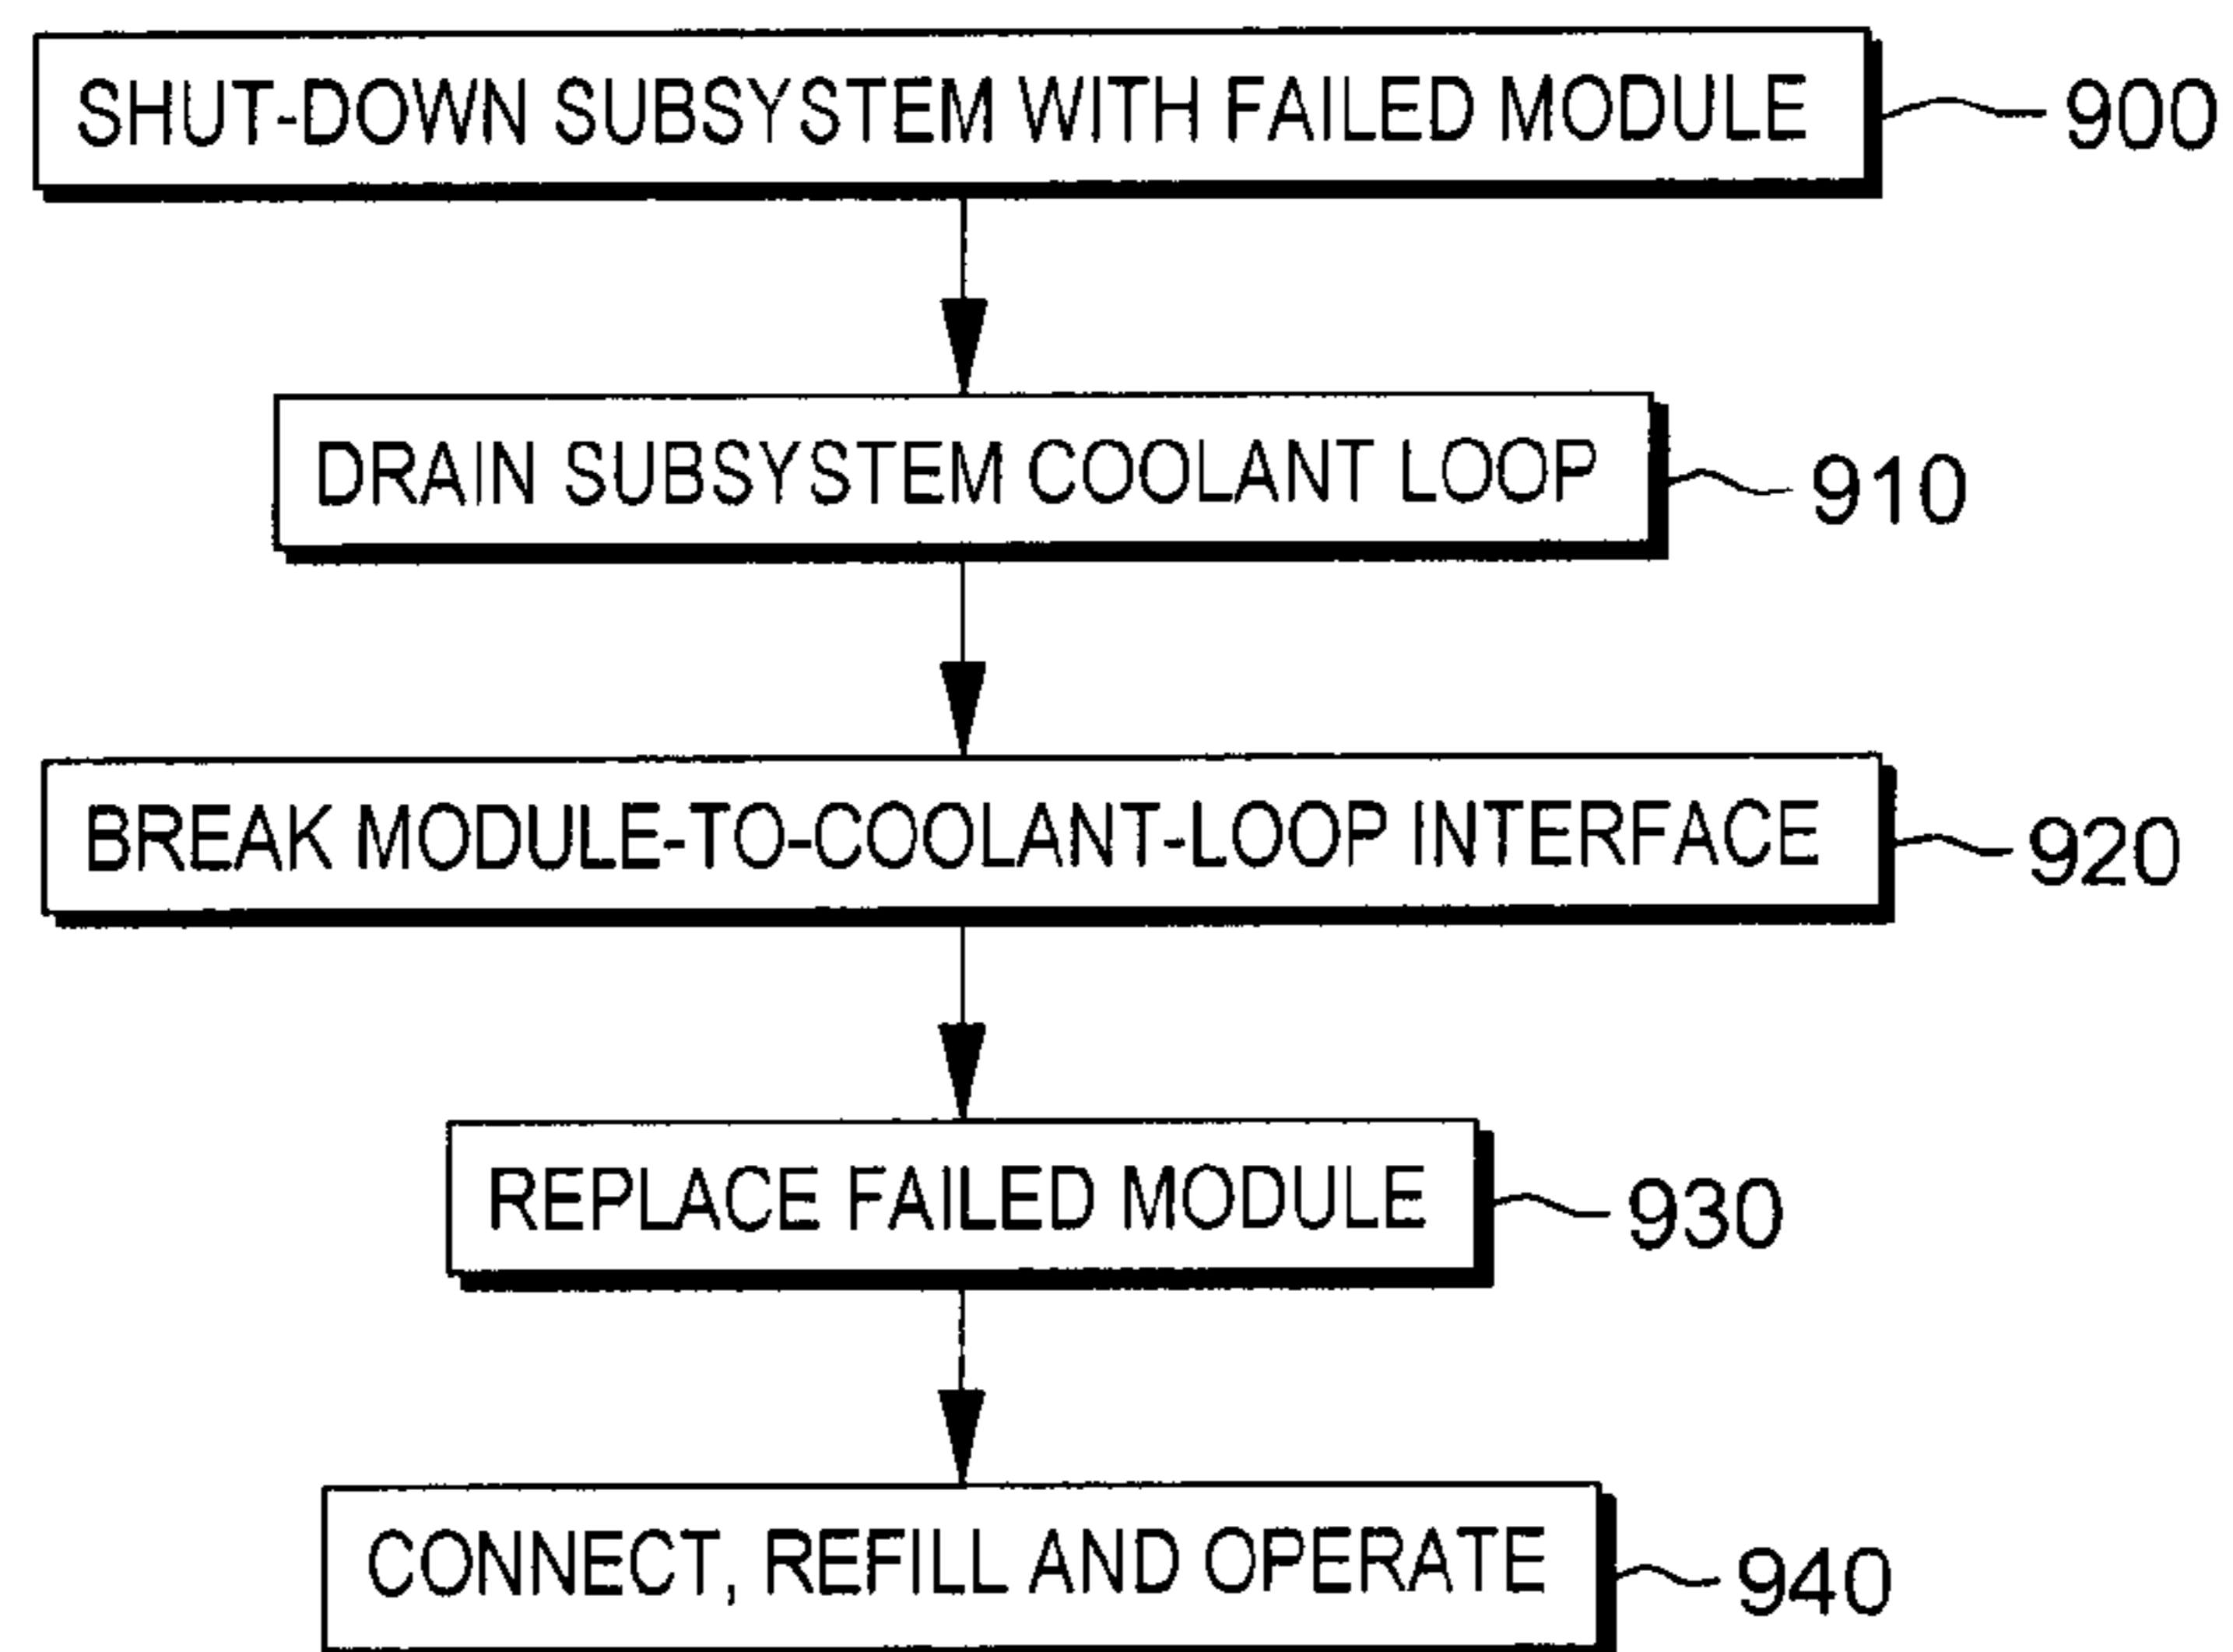 SHUT-DOWN SUBSYSTEM WITH FAILED MODULE 900
DRAIN SUBSYSTEM COOLANT LOOP 910
BREAK MODULE-TO-COOLANT-LOOP INTERFACE 920
REPLACE FAILED MODULE 930
CONNECT, REFILL AND OPERATE 940